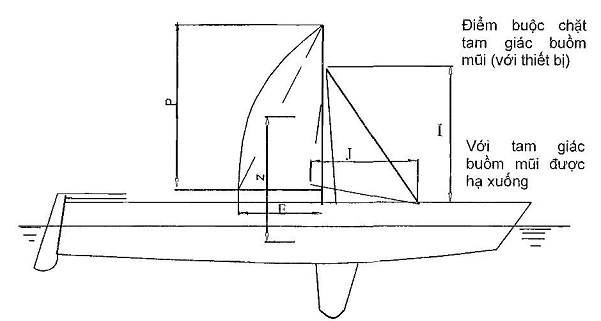 Điểm buộc chặt
tam giác buồm
mũi (với thiết bị)
P
I
J
Với tam giác
buồm mũi được
hạ xuống
z
E